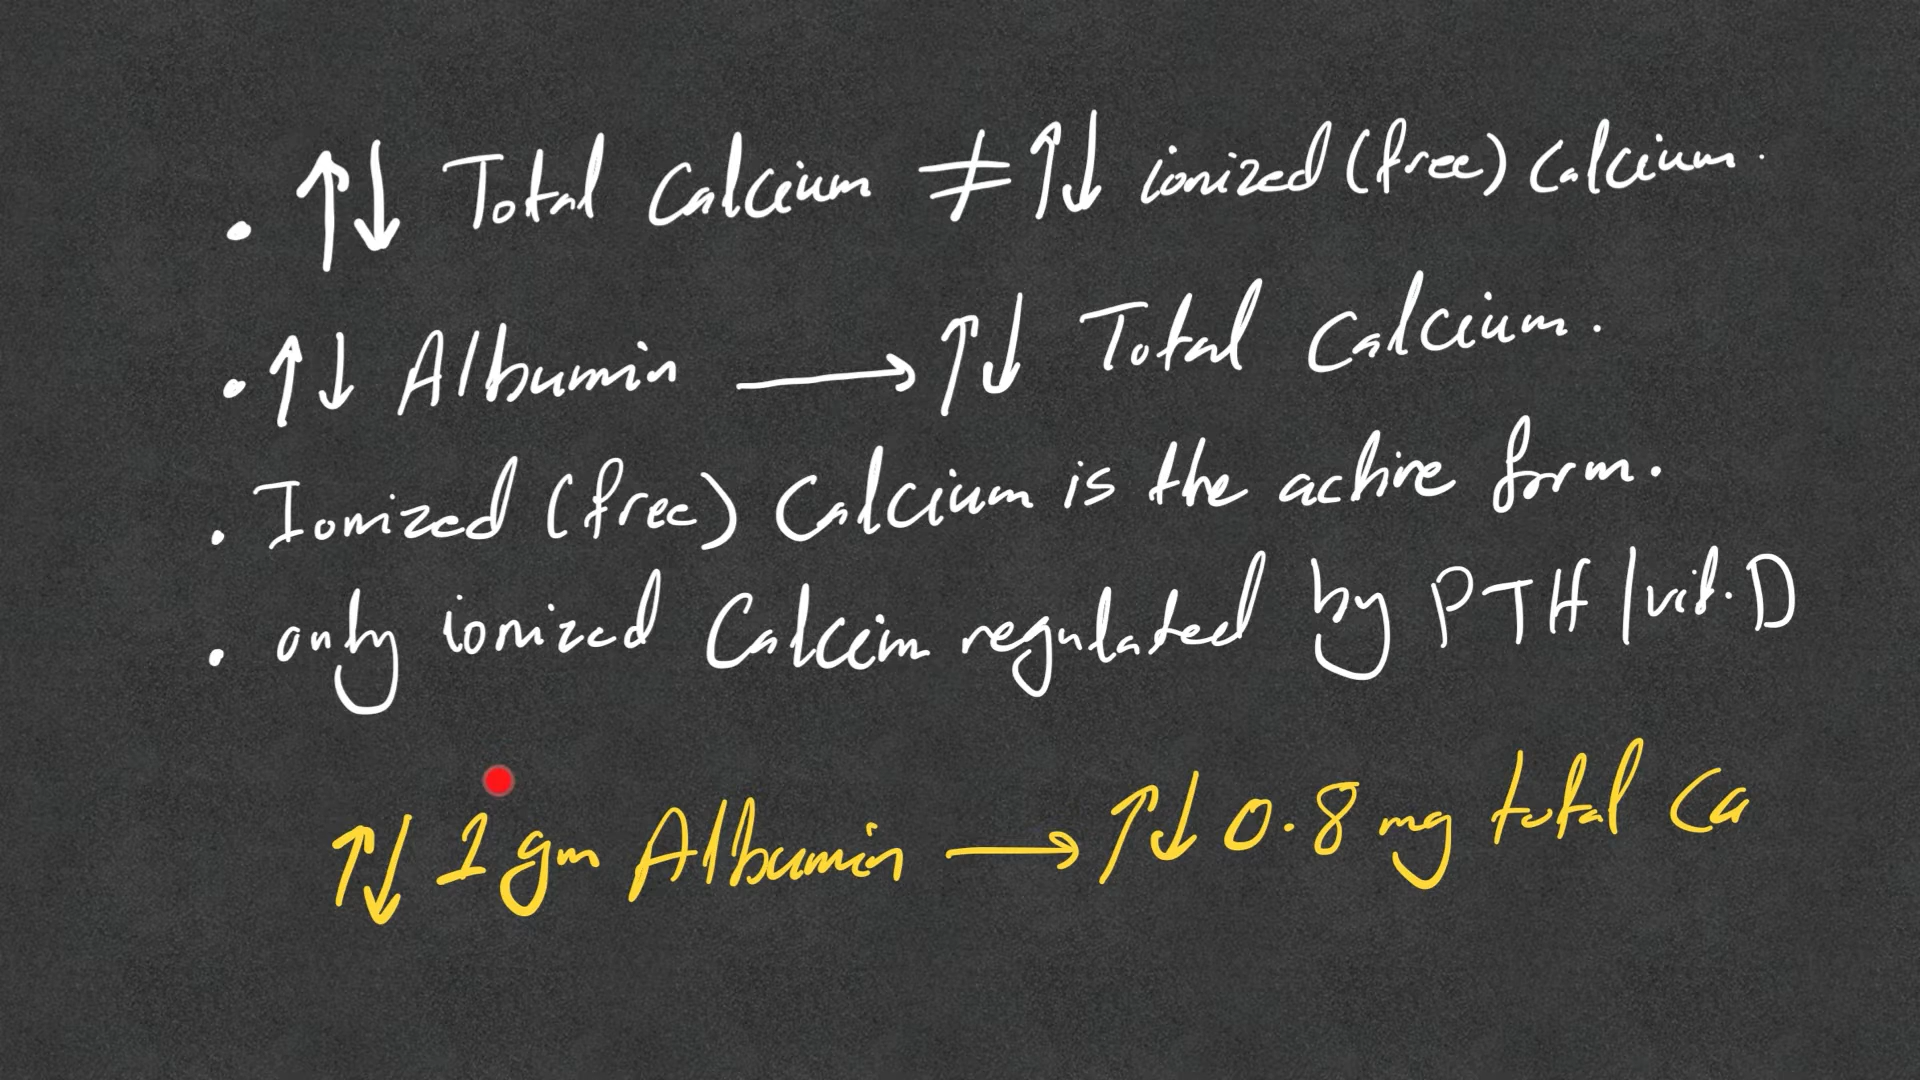 • ↑↓ Total Calcium ≠ ↑↓ ionized (free) Calcium.
• ↑↓ Albumin → ↑↓ Total Calcium.
• Ionized (free) Calcium is the active form.
• only ionized Calcium regulated by PTH / vit. D
↑↓ 1 gm Albumin → ↑↓ 0.8 mg total Ca